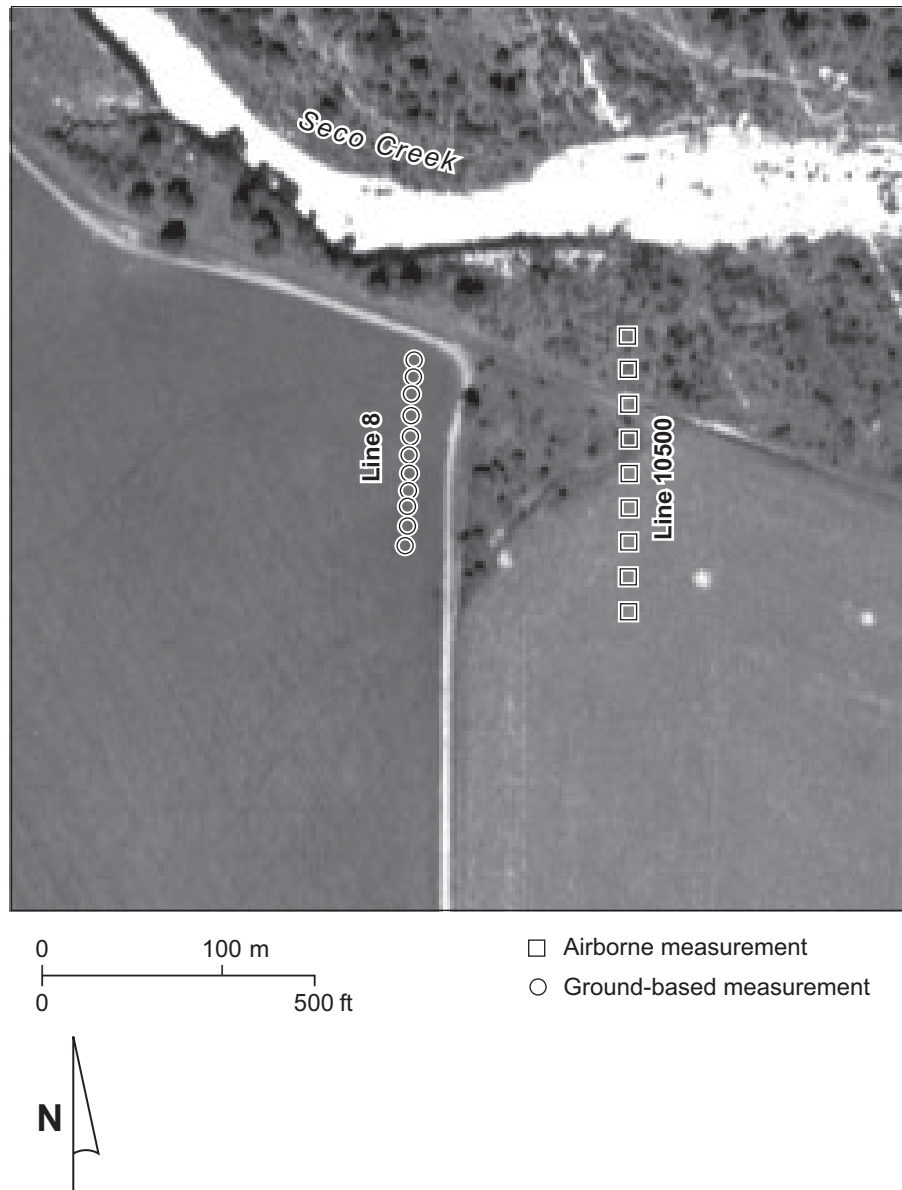 Seco Creek
Line 8
Line 10500
0 100 m
0 500 ft
Airborne measurement
Ground-based measurement
N